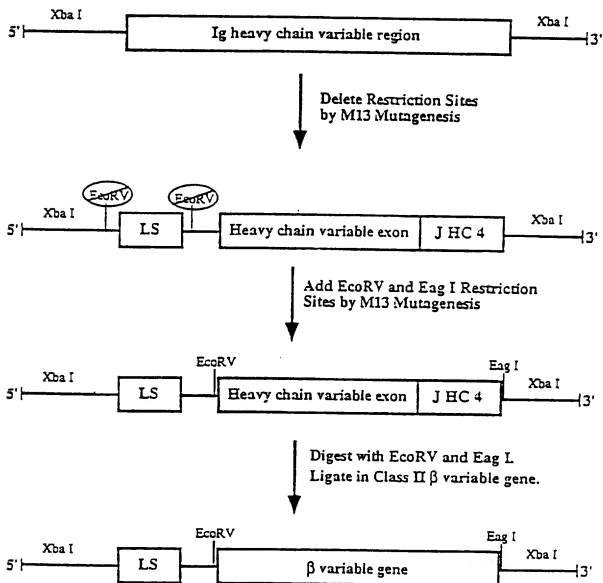 5' Xba I Ig heavy chain variable region Xba I 3'
Delete Restriction Sites
by M13 Mutagenesis
EcoRV EcoRV
5' Xba I LS Heavy chain variable exon J HC 4 Xba I 3'
Add EcoRV and Eag I Restriction
Sites by M13 Mutagenesis
EcoRV Eag I
5' Xba I LS Heavy chain variable exon J HC 4 Xba I 3'
Digest with EcoRV and Eag I.
Ligate in Class II β variable gene.
EcoRV Eag I
5' Xba I LS β variable gene Xba I 3'